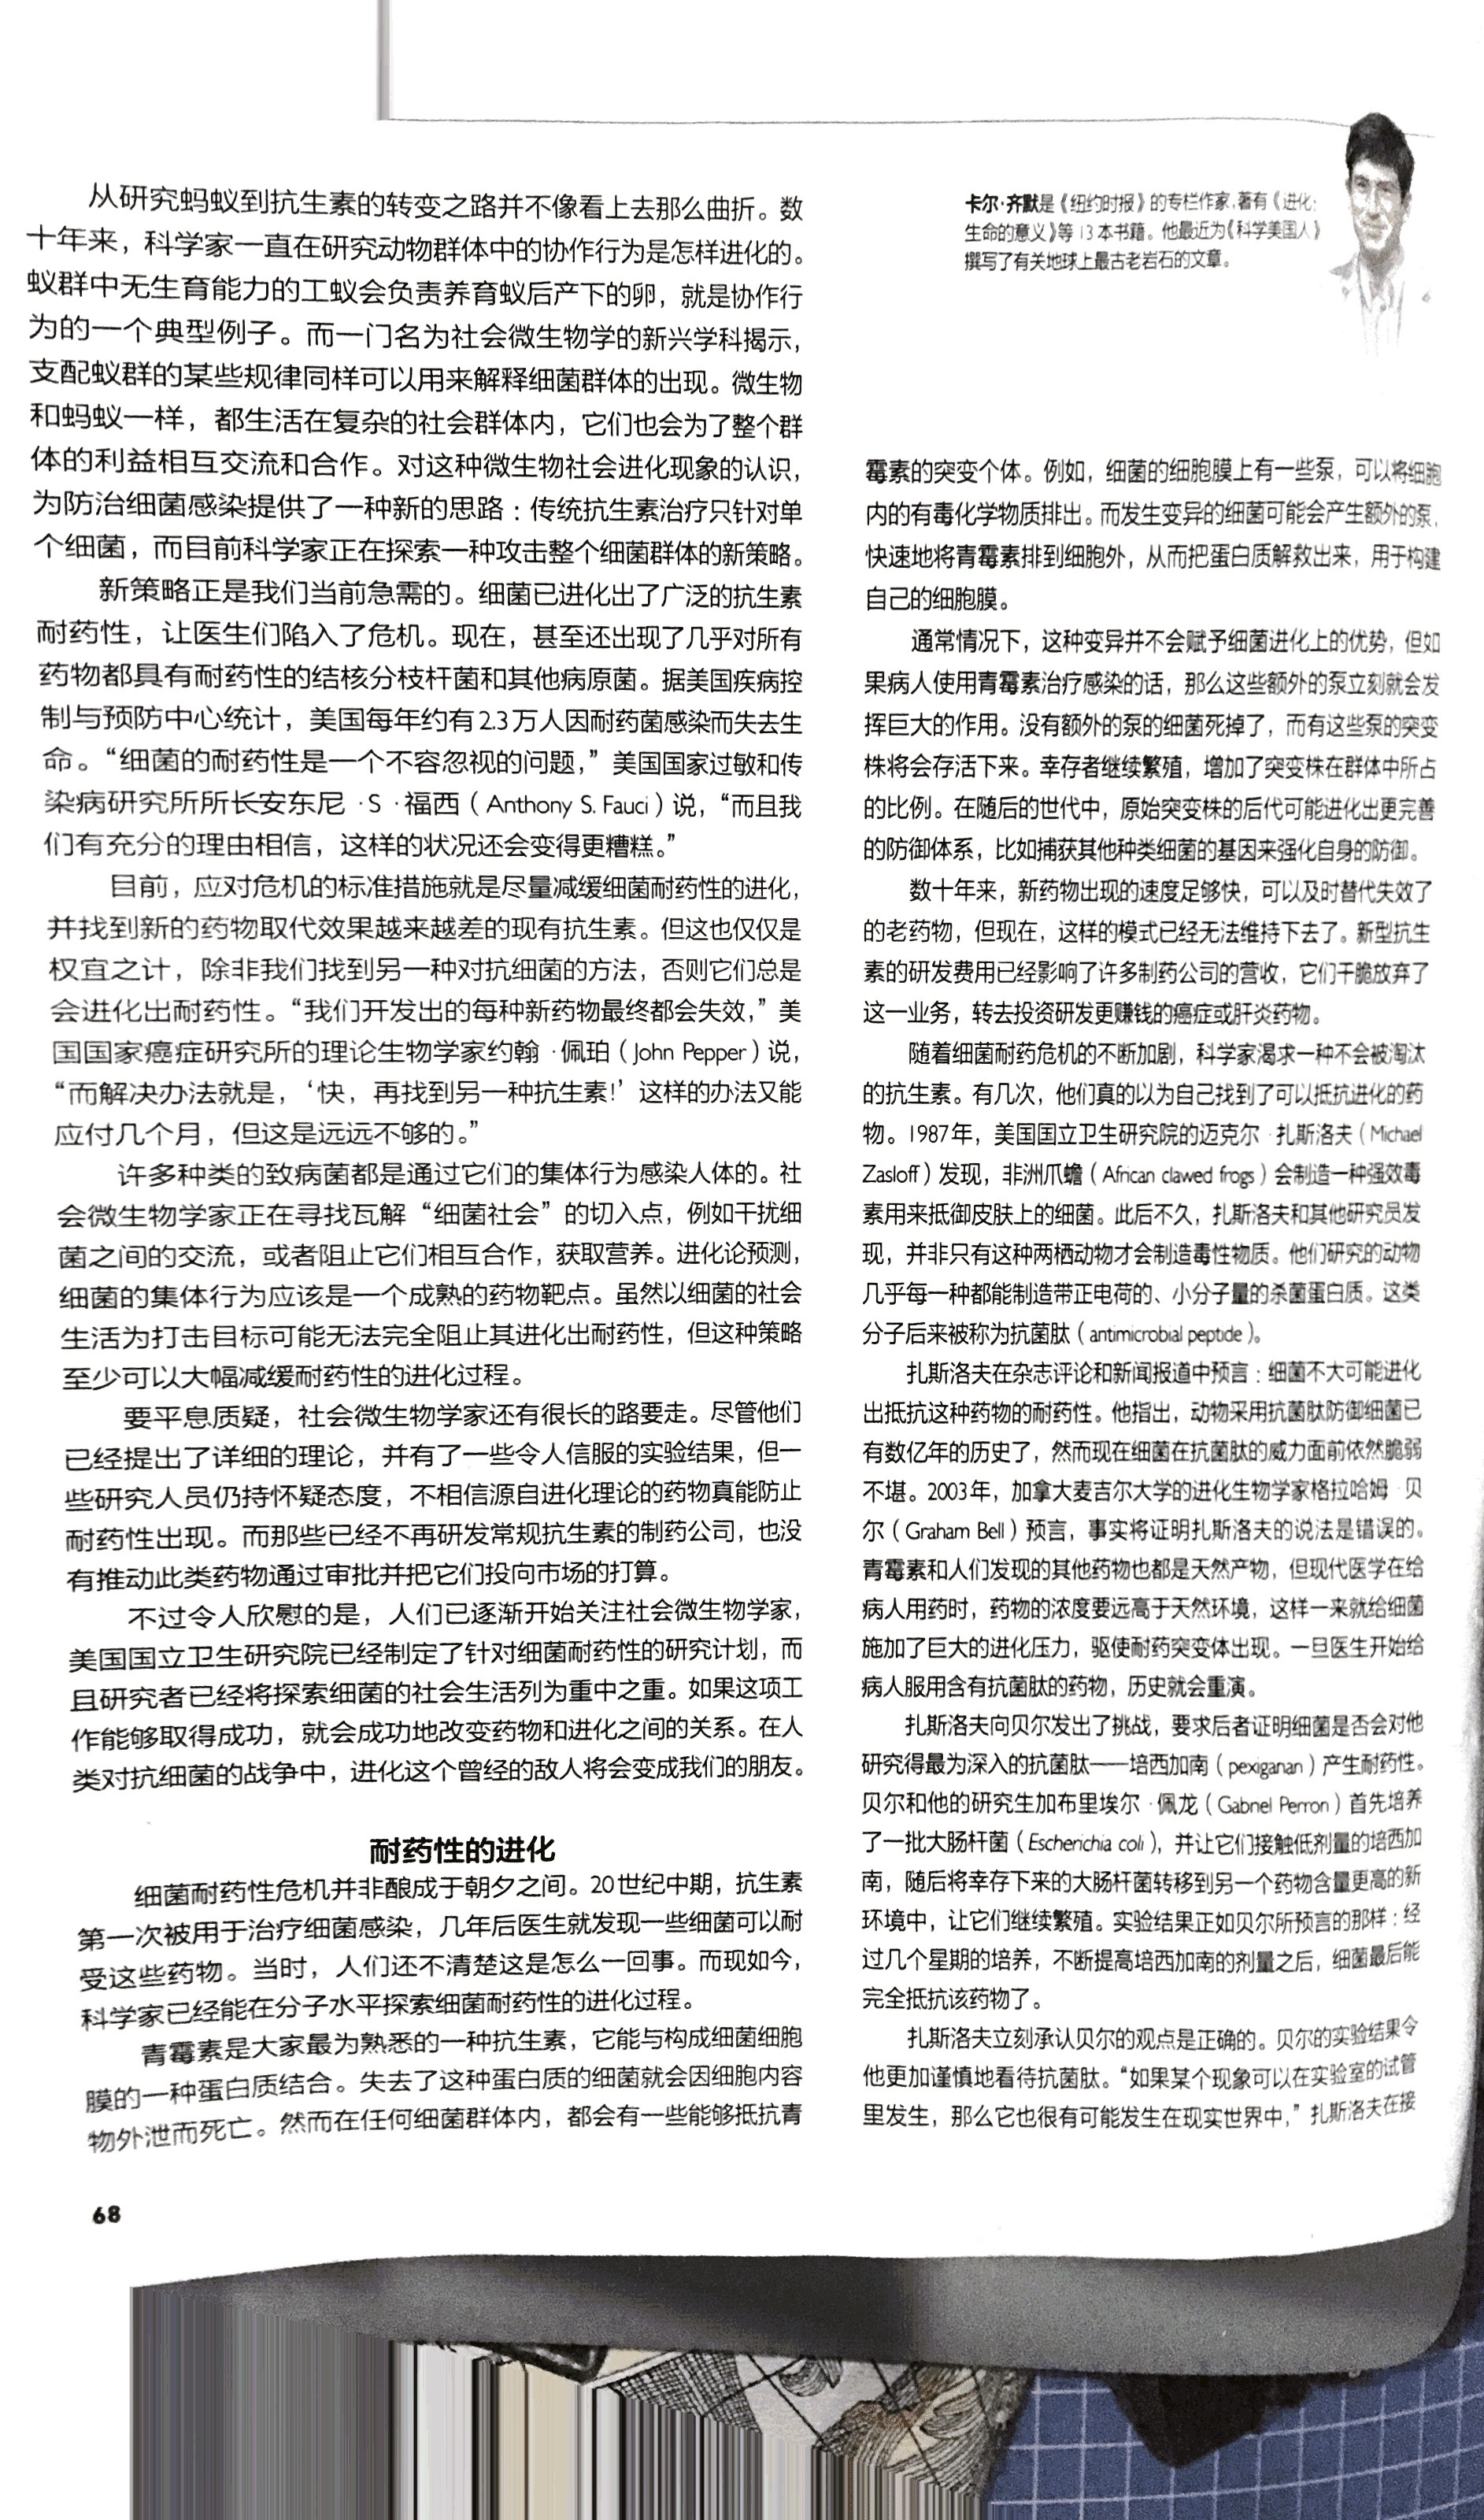 从研究蚂蚁到抗生素的转变之路并不像看上去那么曲折。数
十年来，科学家一直在研究动物群体中的协作行为是怎样进化的。
蚁群中无生育能力的工蚁会负责养育蚁后产下的卵，就是协作行
为的一个典型例子。而一门名为社会微生物学的新兴学科揭示，
支配蚁群的某些规律同样可以用来解释细菌群体的出现。微生物
和蚂蚁一样，都生活在复杂的社会群体内，它们也会为了整个群
体的利益相互交流和合作。对这种微生物社会进化现象的认识，
为防治细菌感染提供了一种新的思路：传统抗生素治疗只针对单
个细菌，而目前科学家正在探索一种攻击整个细菌群体的新策略。
新策略正是我们当前急需的。细菌已进化出了广泛的抗生素
耐药性，让医生们陷入了危机。现在，甚至还出现了几乎对所有
药物都具有耐药性的结核分枝杆菌和其他病原菌。据美国疾病控
制与预防中心统计，美国每年约有2.3万人因耐药菌感染而失去生
命。“细菌的耐药性是一个不容忽视的问题，”美国国家过敏和传
染病研究所所长安东尼·S·福西（Anthony S. Fauci）说，“而且我
们有充分的理由相信，这样的状况还会变得更糟糕。”
目前，应对危机的标准措施就是尽量减缓细菌耐药性的进化，
并找到新的药物取代效果越来越差的现有抗生素。但这也仅仅是
权宜之计，除非我们找到另一种对抗细菌的方法，否则它们总是
会进化出耐药性。“我们开发出的每种新药物最终都会失效，”美
国国家癌症研究所的理论生物学家约翰·佩珀（John Pepper）说，
“而解决办法就是，‘快，再找到另一种抗生素！’这样的办法又能
应付几个月，但这是远远不够的。”
许多种类的致病菌都是通过它们的集体行为感染人体的。社
会微生物学家正在寻找瓦解“细菌社会”的切入点，例如干扰细
菌之间的交流，或者阻止它们相互合作，获取营养。进化论预测，
细菌的集体行为应该是一个成熟的药物靶点。虽然以细菌的社会
生活为打击目标可能无法完全阻止其进化出耐药性，但这种策略
至少可以大幅减缓耐药性的进化过程。
要平息质疑，社会微生物学家还有很长的路要走。尽管他们
已经提出了详细的理论，并有了一些令人信服的实验结果，但一
些研究人员仍持怀疑态度，不相信源自进化理论的药物真能防止
耐药性出现。而那些已经不再研发常规抗生素的制药公司，也没
有推动此类药物通过审批并把它们投向市场的打算。
不过令人欣慰的是，人们已逐渐开始关注社会微生物学家，
美国国立卫生研究院已经制定了针对细菌耐药性的研究计划，而
且研究者已经将探索细菌的社会生活列为重中之重。如果这项工
作能够取得成功，就会成功地改变药物和进化之间的关系。在人
类对抗细菌的战争中，进化这个曾经的敌人将会变成我们的朋友。
耐药性的进化
细菌耐药性危机并非酿成于朝夕之间。20世纪中期，抗生素
第一次被用于治疗细菌感染，几年后医生就发现一些细菌可以耐
受这些药物。当时，人们还不清楚这是怎么一回事。而现如今，
科学家已经能在分子水平探索细菌耐药性的进化过程。
青霉素是大家最为熟悉的一种抗生素，它能与构成细菌细胞
膜的一种蛋白质结合。失去了这种蛋白质的细菌就会因细胞内容
物外泄而死亡。然而在任何细菌群体内，都会有一些能够抵抗青
68
卡尔·齐默是《纽约时报》的专栏作家，著有《进化：
生命的意义》等13本书籍。他最近为《科学美国人》
撰写了有关地球上最古老岩石的文章。
霉素的突变个体。例如，细菌的细胞膜上有一些泵，可以将细胞
内的有毒化学物质排出。而发生变异的细菌可能会产生额外的泵，
快速地将青霉素排到细胞外，从而把蛋白质解救出来，用于构建
自己的细胞膜。
通常情况下，这种变异并不会赋予细菌进化上的优势，但如
果病人使用青霉素治疗感染的话，那么这些额外的泵立刻就会发
挥巨大的作用。没有额外的泵的细菌死掉了，而有这些泵的突变
株将会存活下来。幸存者继续繁殖，增加了突变株在群体中所占
的比例。在随后的世代中，原始突变株的后代可能进化出更完善
的防御体系，比如捕获其他种类细菌的基因来强化自身的防御。
数十年来，新药物出现的速度足够快，可以及时替代失效了
的老药物，但现在，这样的模式已经无法维持下去了。新型抗生
素的研发费用已经影响了许多制药公司的营收，它们干脆放弃了
这一业务，转去投资研发更赚钱的癌症或肝炎药物。
随着细菌耐药危机的不断加剧，科学家渴求一种不会被淘汰
的抗生素。有几次，他们真的以为自己找到了可以抵抗进化的药
物。1987年，美国国立卫生研究院的迈克尔·扎斯洛夫（Michael
Zasloff）发现，非洲爪蟾（African clawed frogs）会制造一种强效毒
素用来抵御皮肤上的细菌。此后不久，扎斯洛夫和其他研究员发
现，并非只有这种两栖动物才会制造毒性物质。他们研究的动物
几乎每一种都能制造带正电荷的、小分子量的杀菌蛋白质。这类
分子后来被称为抗菌肽（antimicrobial peptide）。
扎斯洛夫在杂志评论和新闻报道中预言：细菌不大可能进化
出抵抗这种药物的耐药性。他指出，动物采用抗菌肽防御细菌已
有数亿年的历史了，然而现在细菌在抗菌肽的威力面前依然脆弱
不堪。2003年，加拿大麦吉尔大学的进化生物学家格拉哈姆·贝
尔（Graham Bell）预言，事实将证明扎斯洛夫的说法是错误的。
青霉素和人们发现的其他药物也都是天然产物，但现代医学在给
病人用药时，药物的浓度要远高于天然环境，这样一来就给细菌
施加了巨大的进化压力，驱使耐药突变体出现。一旦医生开始给
病人服用含有抗菌肽的药物，历史就会重演。
扎斯洛夫向贝尔发出了挑战，要求后者证明细菌是否会对他
研究得最为深入的抗菌肽——培西加南（pexiganan）产生耐药性。
贝尔和他的研究生加布里埃尔·佩龙（Gabriel Perron）首先培养
了一批大肠杆菌（Escherichia coli），并让它们接触低剂量的培西加
南，随后将幸存下来的大肠杆菌转移到另一个药物含量更高的新
环境中，让它们继续繁殖。实验结果正如贝尔所预言的那样：经
过几个星期的培养，不断提高培西加南的剂量之后，细菌最后能
完全抵抗该药物了。
扎斯洛夫立刻承认贝尔的观点是正确的。贝尔的实验结果令
他更加谨慎地看待抗菌肽。“如果某个现象可以在实验室的试管
里发生，那么它也很有可能发生在现实世界中，”扎斯洛夫在接